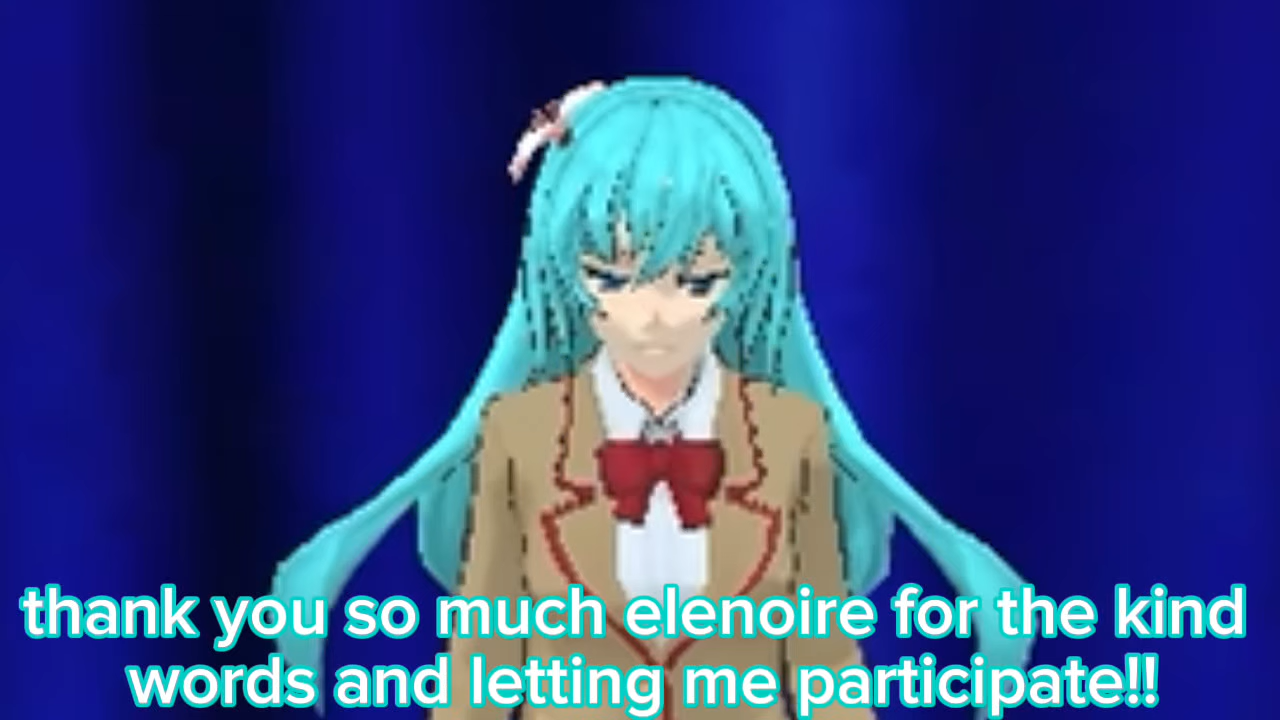 thank you so much elenoire for the kind
words and letting me participate!!